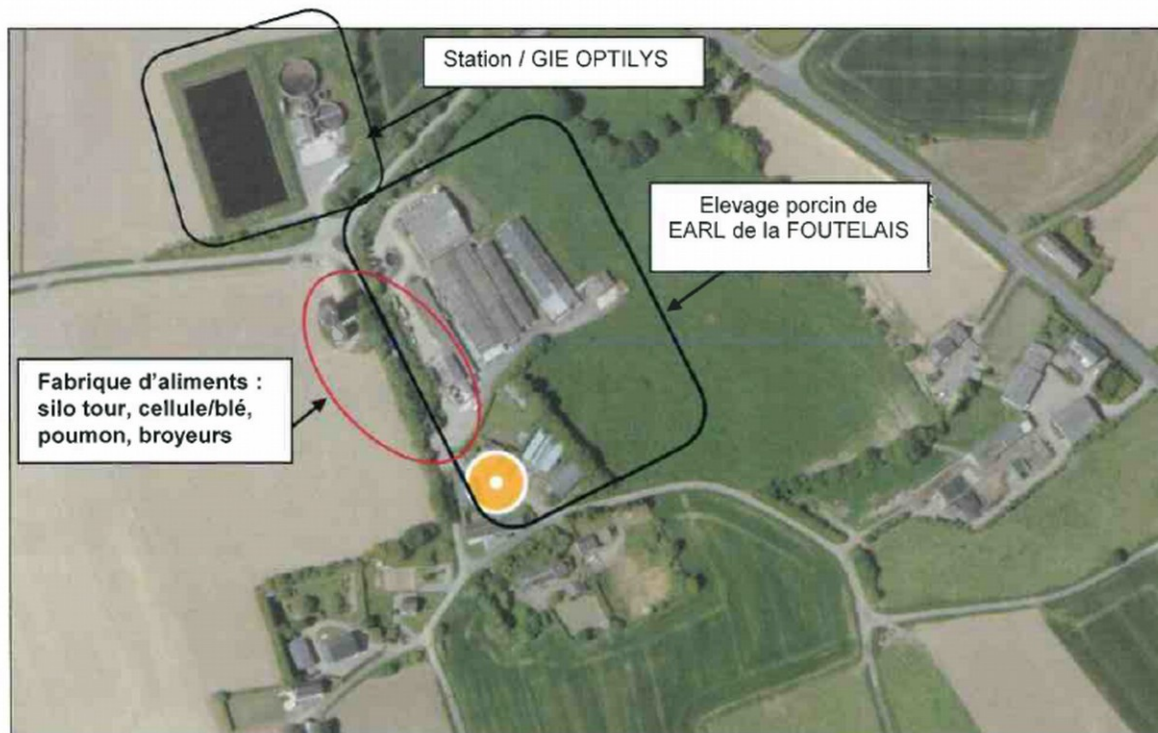 Station / GIE OPTILYS
Elevage porcin de
EARL de la FOUTELAIS
Fabrique d'aliments :
silo tour, cellule/blé,
poumon, broyeurs